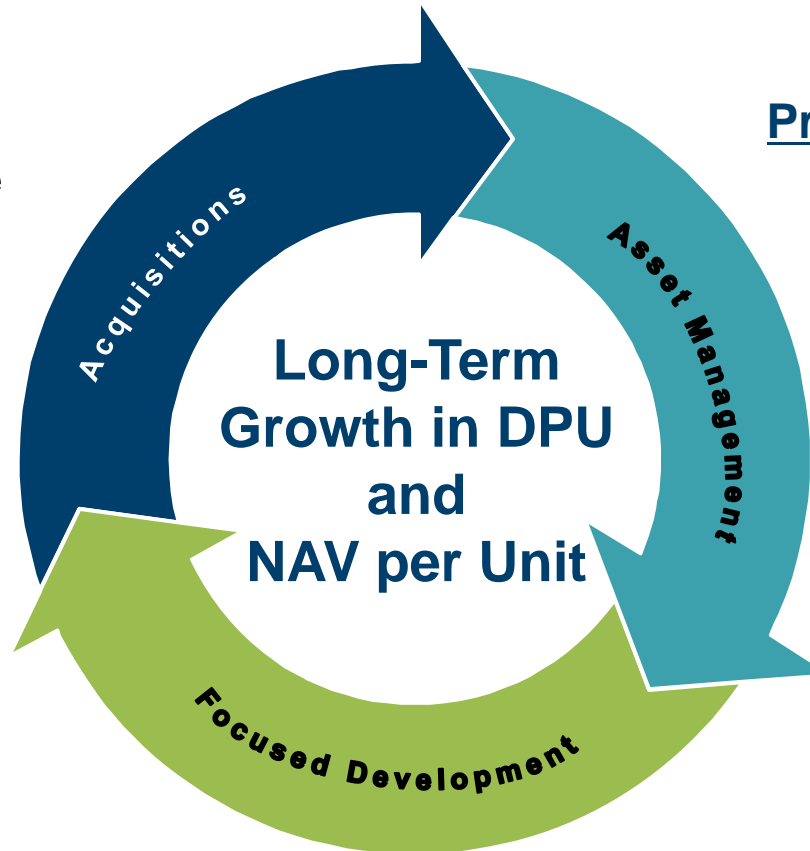 Acquisitions
Asset Management
Long-Term
Growth in DPU
and
NAV per Unit
Focused Development